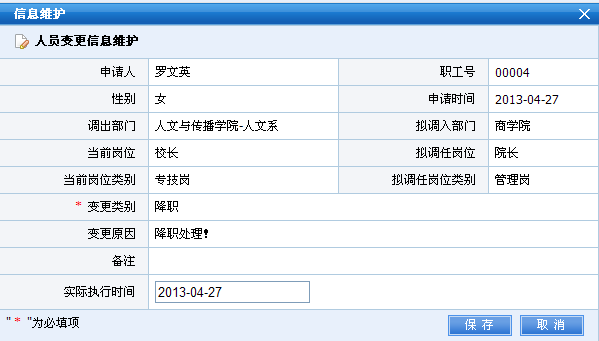 信息维护
人员变更信息维护
申请人 罗文英 职工号 00004
性别 女 申请时间 2013-04-27
调出部门 人文与传播学院-人文系 拟调入部门 商学院
当前岗位 校长 拟调任岗位 院长
当前岗位类别 专技岗 拟调任岗位类别 管理岗
* 变更类别 降职
变更原因 降职处理!
备注
实际执行时间 2013-04-27
" * "为必填项 保存 取消